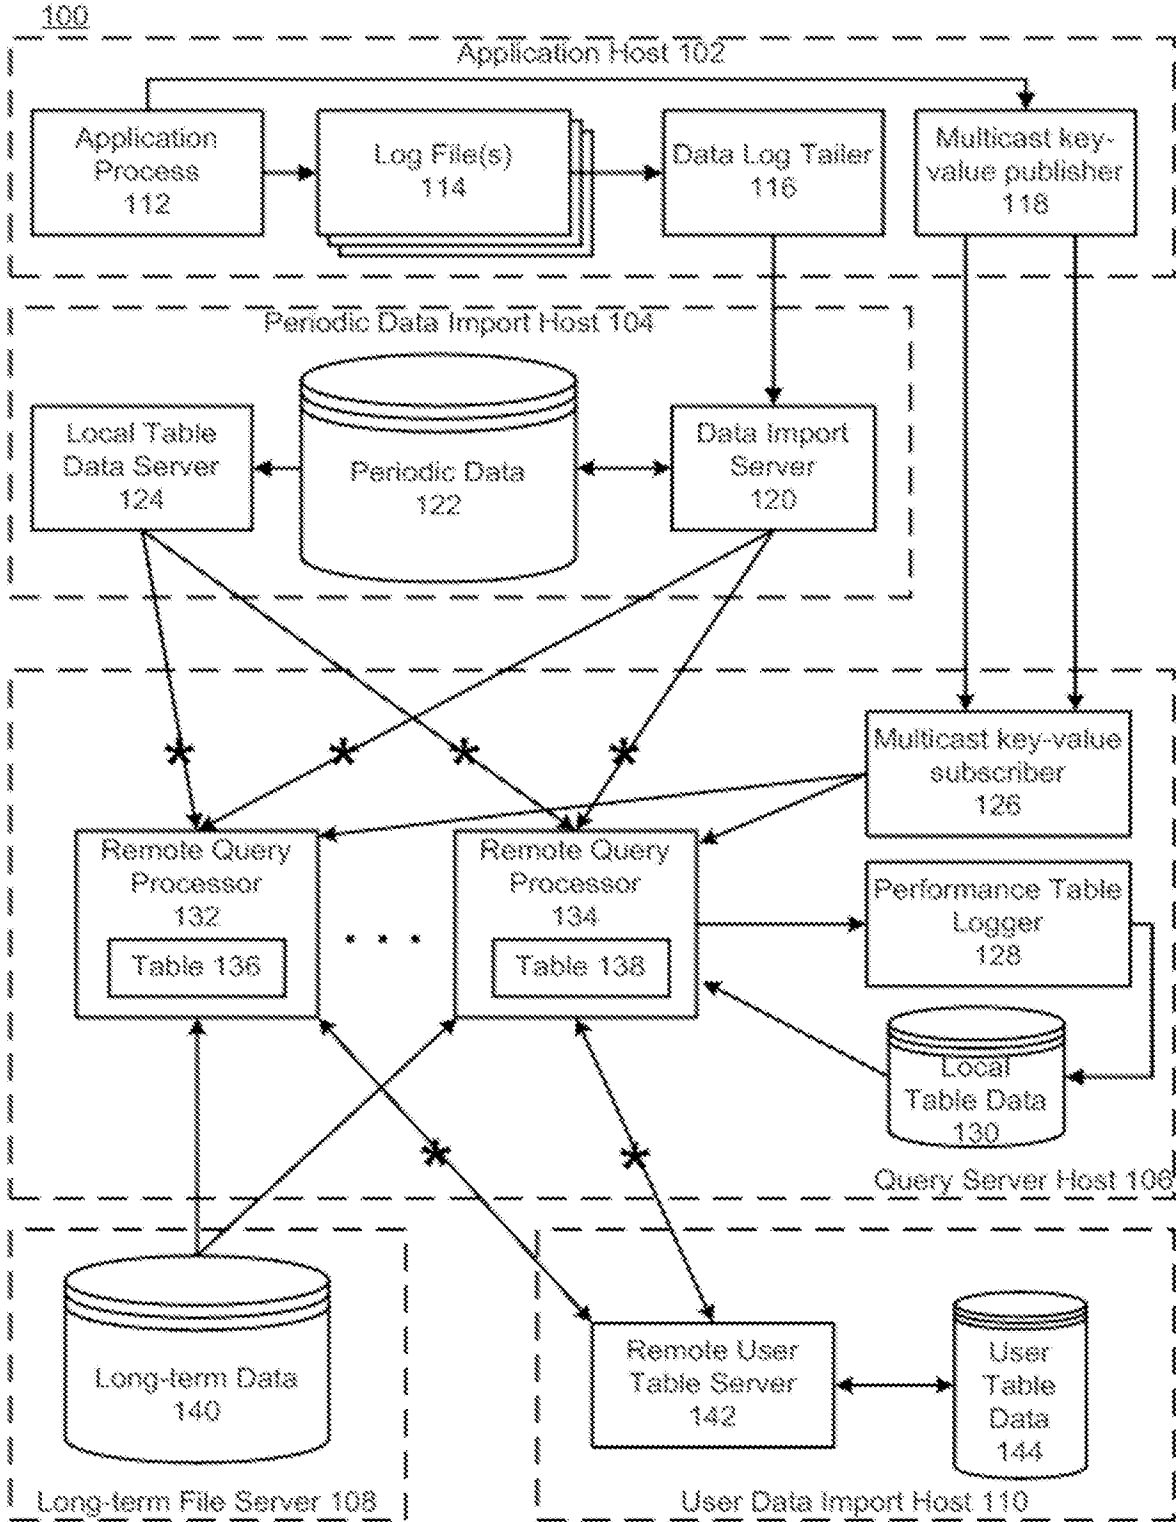 100
Application Host 102
Application
Process
112
Log File(s)
114
Data Log Tailer
116
Multicast key-
value publisher
118
Periodic Data Import Host 104
Local Table
Data Server
124
Periodic Data
122
Data Import
Server
120
Multicast key-value
subscriber
126
Remote Query
Processor
132
Table 136
. . .
Remote Query
Processor
134
Table 138
Performance Table
Logger
128
Local
Table Data
130
Query Server Host 106
Long-term Data
140
Long-term File Server 108
Remote User
Table Server
142
User
Table
Data
144
User Data Import Host 110